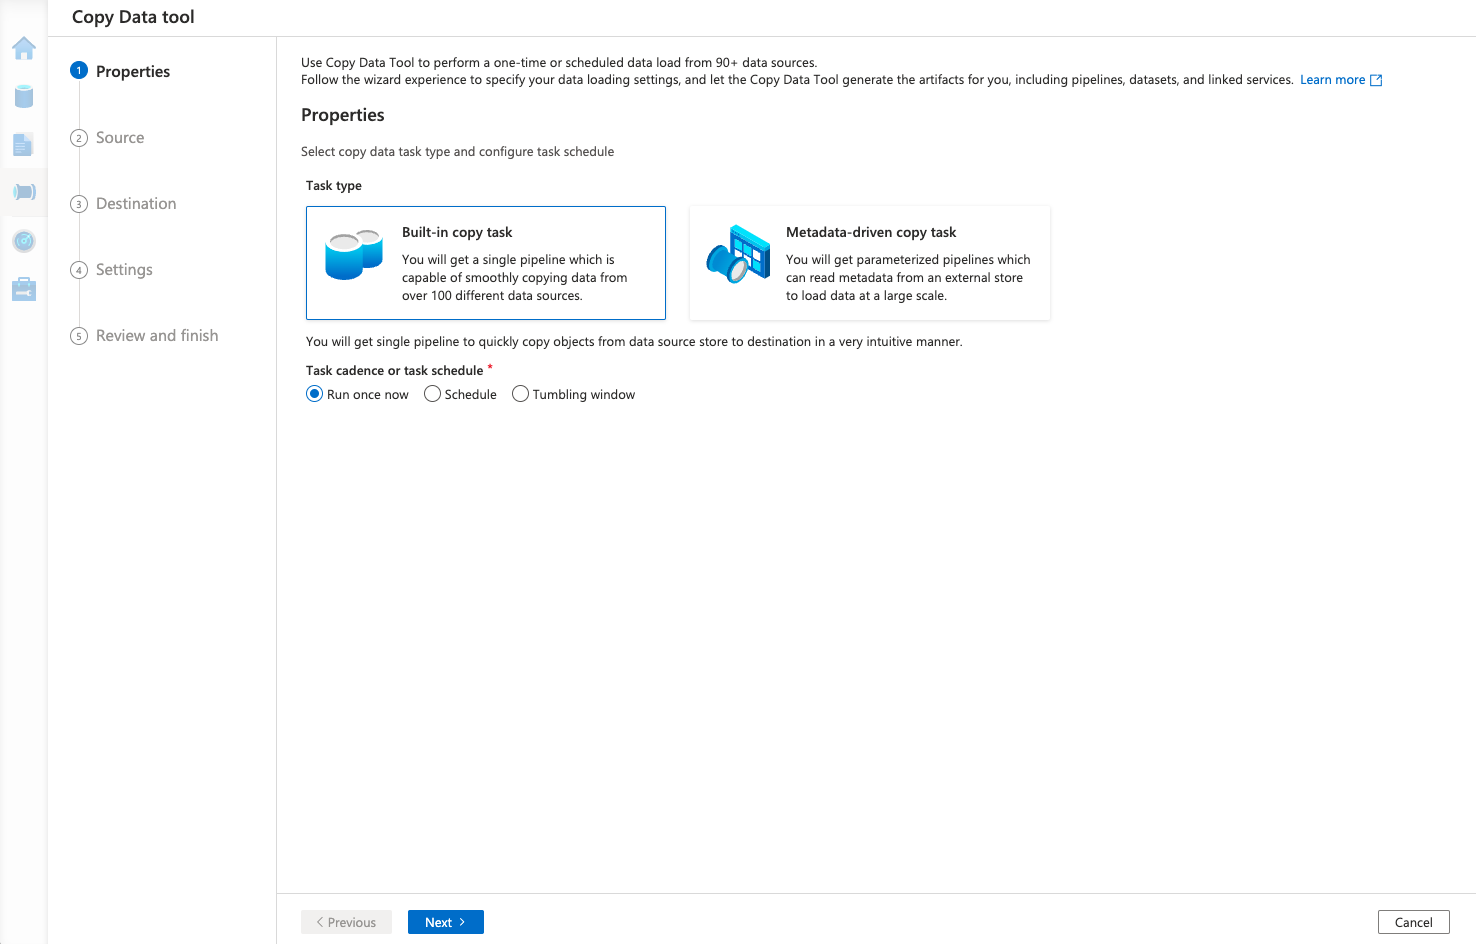 Copy Data tool
1 Properties
2 Source
3 Destination
4 Settings
5 Review and finish
Use Copy Data Tool to perform a one-time or scheduled data load from 90+ data sources.
Follow the wizard experience to specify your data loading settings, and let the Copy Data Tool generate the artifacts for you, including pipelines, datasets, and linked services. Learn more
Properties
Select copy data task type and configure task schedule
Task type
Built-in copy task
You will get a single pipeline which is
capable of smoothly copying data from
over 100 different data sources.
Metadata-driven copy task
You will get parameterized pipelines which
can read metadata from an external store
to load data at a large scale.
You will get single pipeline to quickly copy objects from data source store to destination in a very intuitive manner.
Task cadence or task schedule *
Run once now Schedule Tumbling window
< Previous Next > Cancel